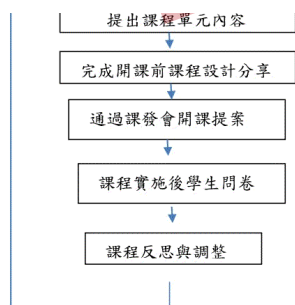 提出課程單元內容
完成開課前課程設計分享
通過課發會開課提案
課程實施後學生問卷
課程反思與調整